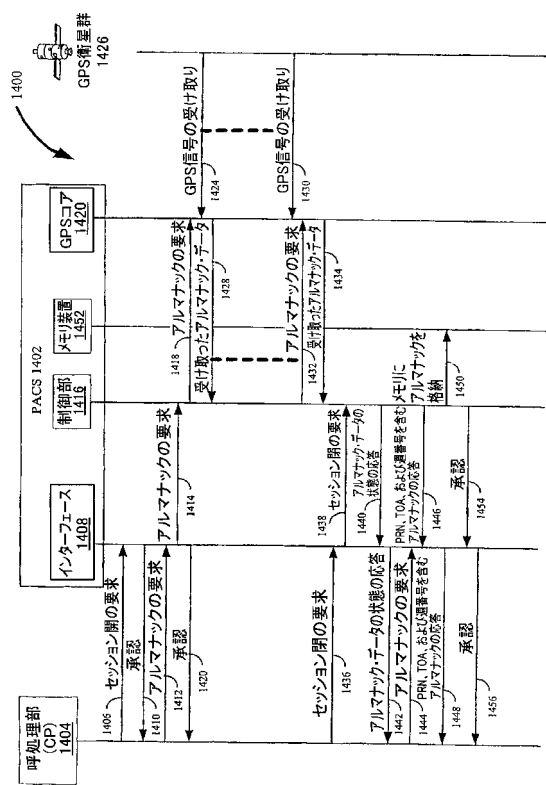 1400
GPS衛星群
1426
PACS 1402
呼処理部
(CP)
1404
インターフェース
1408
制御部
1416
メモリ装置
1452
GPSコア
1420
セッション開の要求
1406
承認
1410
アルマナックの要求
1412
承認
1420
アルマナックの要求
1414
アルマナックの要求
1418
受け取ったアルマナック・データ
1428
GPS信号の受け取り
1424
GPS信号の受け取り
1430
アルマナックの要求
1432
受け取ったアルマナック・データ
1434
セッション閉の要求
1436
セッション閉の要求
1438
アルマナック・データの
状態の応答
1440
アルマナック・データの状態の応答
1442
アルマナックの要求
1444
PRN、TOA、および週番号を含む
アルマナックの応答
1446
PRN、TOA、および週番号を含む
アルマナックの応答
1448
メモリに
アルマナックを
格納
1450
承認
1454
承認
1456